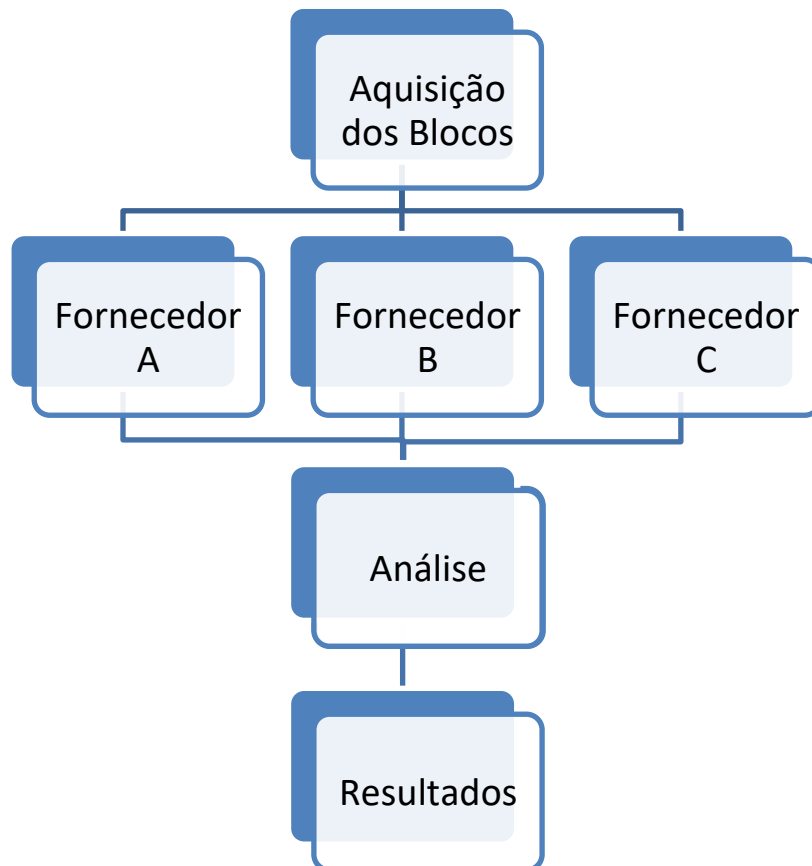 Aquisição
dos Blocos
Fornecedor
A
Fornecedor
B
Fornecedor
C
Análise
Resultados